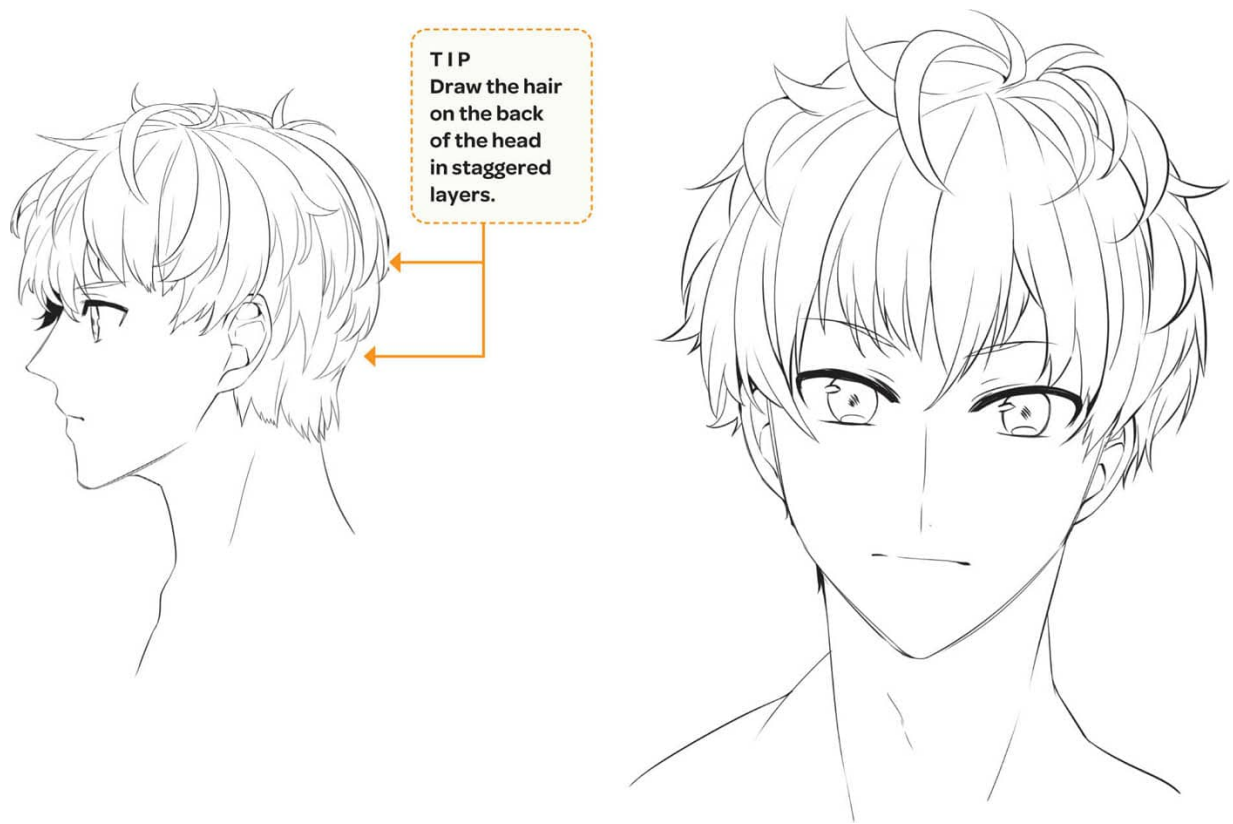 TIP
Draw the hair
on the back
of the head
in staggered
layers.